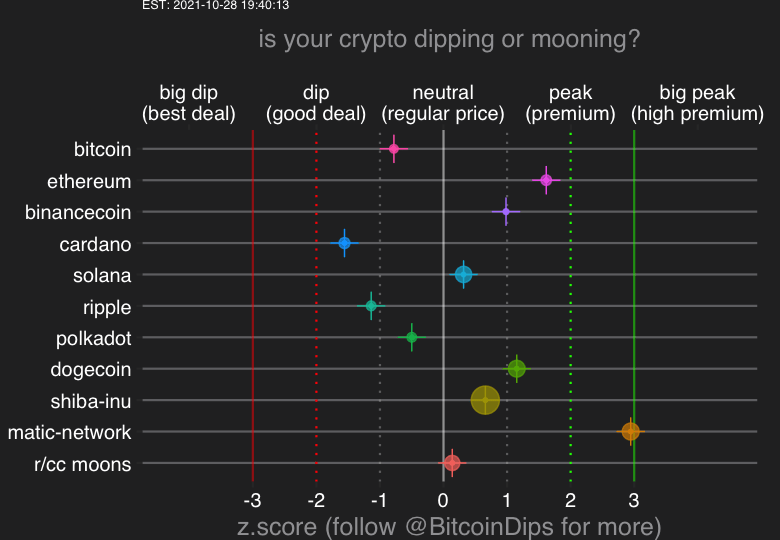 EST: 2021-10-28 19:40:13
is your crypto dipping or mooning?
big dip dip neutral peak big peak
(best deal) (good deal) (regular price) (premium) (high premium)
bitcoin
ethereum
binancecoin
cardano
solana
ripple
polkadot
dogecoin
shiba-inu
matic-network
r/cc moons
-3 -2 -1 0 1 2 3
z.score (follow @BitcoinDips for more)